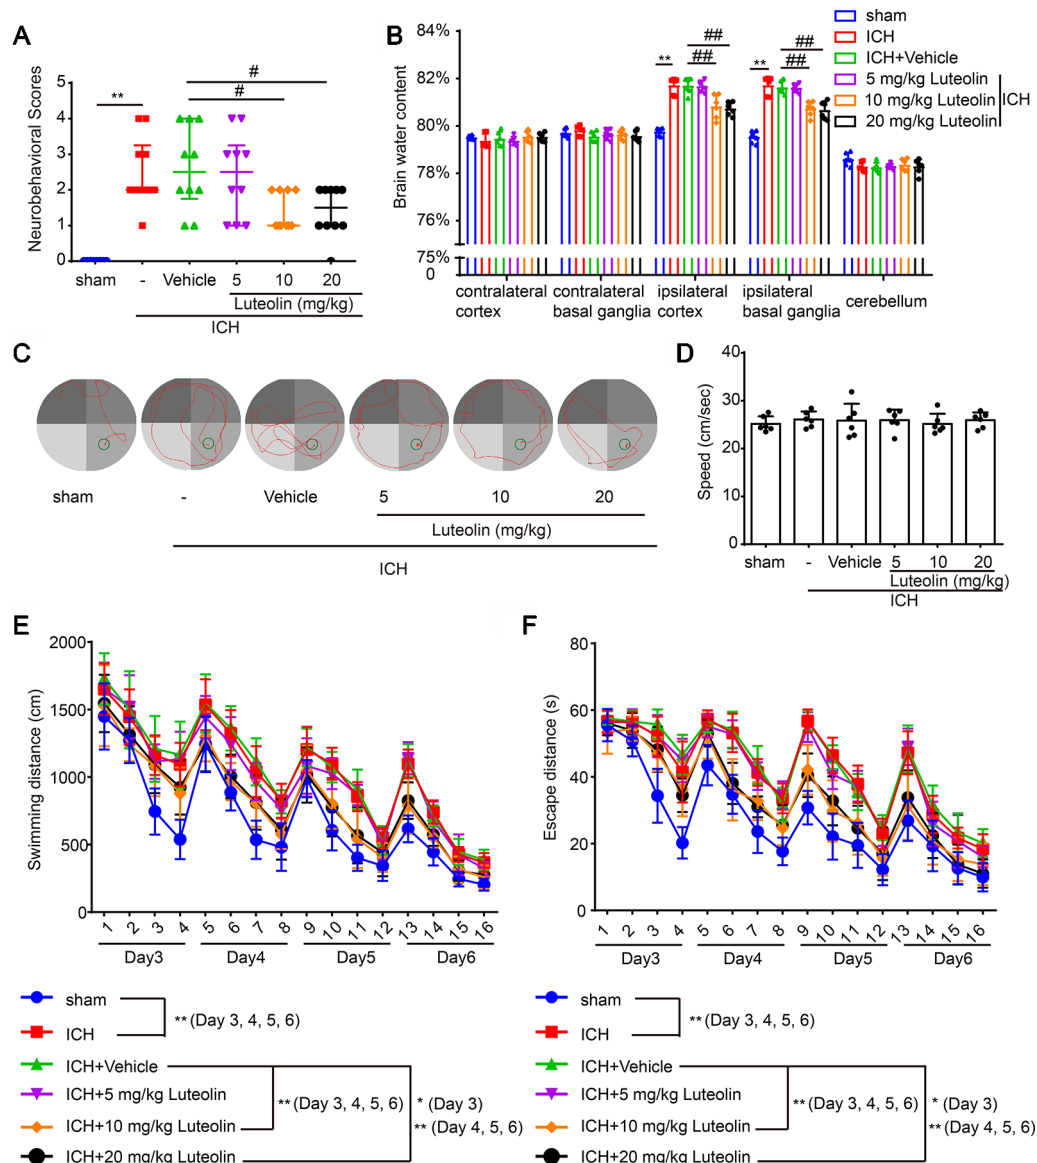 A
Neurobehavioral Scores
5
4
3
2
1
0
**
#
#
sham
-
Vehicle
5
10
20
Luteolin (mg/kg)
ICH
B
Brain water content
84%
82%
80%
78%
76%
75%
0
**
##
##
**
##
##
contralateral cortex
contralateral basal ganglia
ipsilateral cortex
ipsilateral basal ganglia
cerebellum
sham
ICH
ICH+Vehicle
5 mg/kg Luteolin
10 mg/kg Luteolin
20 mg/kg Luteolin
ICH
C
sham
-
Vehicle
5
10
20
Luteolin (mg/kg)
ICH
D
Speed (cm/sec)
40
30
20
10
0
sham
-
Vehicle
5
10
20
Luteolin (mg/kg)
ICH
E
Swimming distance (cm)
2000
1500
1000
500
0
1 2 3 4 5 6 7 8 9 10 11 12 13 14 15 16
Day3
Day4
Day5
Day6
sham
ICH
** (Day 3, 4, 5, 6)
ICH+Vehicle
ICH+5 mg/kg Luteolin
ICH+10 mg/kg Luteolin
ICH+20 mg/kg Luteolin
** (Day 3, 4, 5, 6)
* (Day 3)
** (Day 4, 5, 6)
F
Escape distance (s)
80
60
40
20
0
1 2 3 4 5 6 7 8 9 10 11 12 13 14 15 16
Day3
Day4
Day5
Day6
sham
ICH
** (Day 3, 4, 5, 6)
ICH+Vehicle
ICH+5 mg/kg Luteolin
ICH+10 mg/kg Luteolin
ICH+20 mg/kg Luteolin
** (Day 3, 4, 5, 6)
* (Day 3)
** (Day 4, 5, 6)